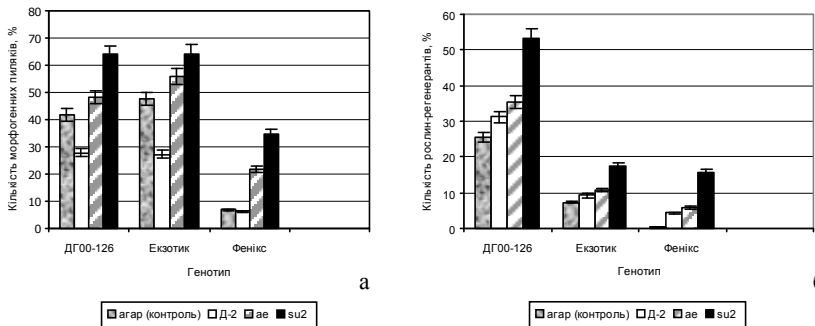 Кількість морфогенних пиляків, %
80
70
60
50
40
30
20
10
0
ДГ00-126 Екзотик Фенікс
Генотип
а
агар (контроль) Д-2 ае su2
Кількість рослин-регенерантів, %
60
50
40
30
20
10
0
ДГ00-126 Екзотик Фенікс
Генотип
агар (контроль) Д-2 ае su2